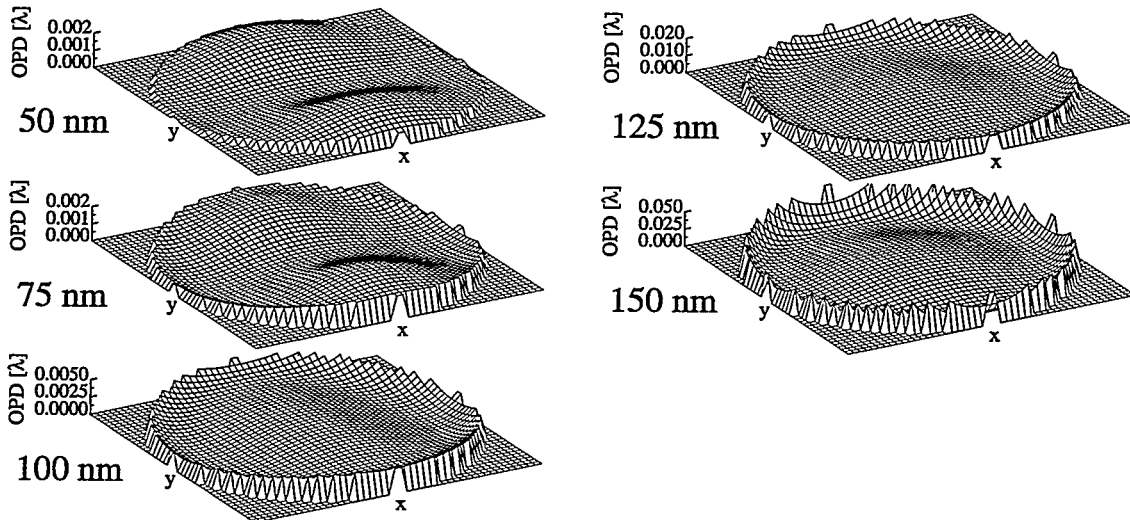 OPD [λ]
0.002
0.001
0.000
50 nm
y
x
OPD [λ]
0.002
0.001
0.000
75 nm
y
x
OPD [λ]
0.0050
0.0025
0.0000
100 nm
y
x
OPD [λ]
0.020
0.010
0.000
125 nm
y
x
OPD [λ]
0.050
0.025
0.000
150 nm
y
x